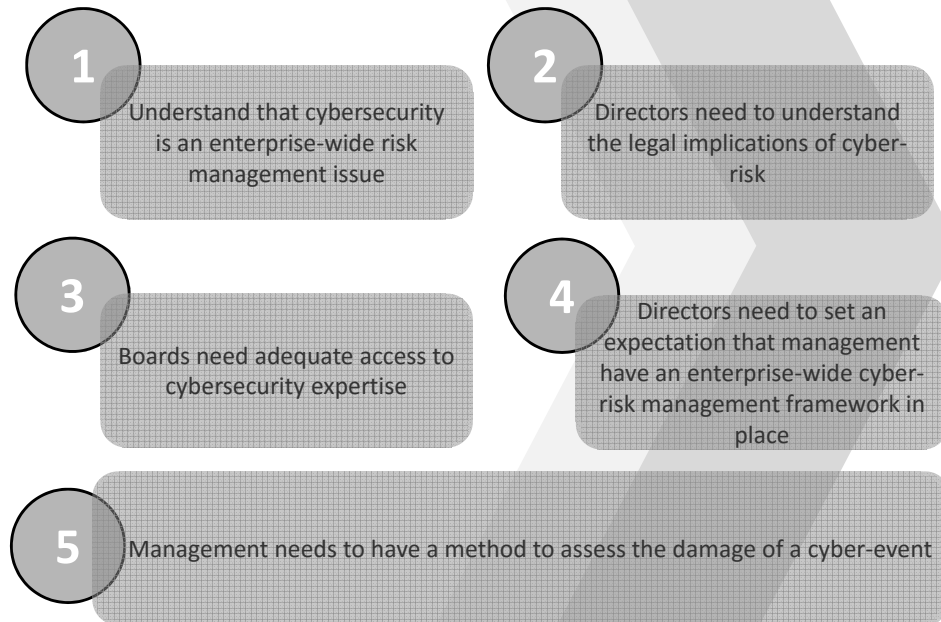 1
Understand that cybersecurity
is an enterprise-wide risk
management issue
2
Directors need to understand
the legal implications of cyber-
risk
3
Boards need adequate access to
cybersecurity expertise
4
Directors need to set an
expectation that management
have an enterprise-wide cyber-
risk management framework in
place
5
Management needs to have a method to assess the damage of a cyber-event